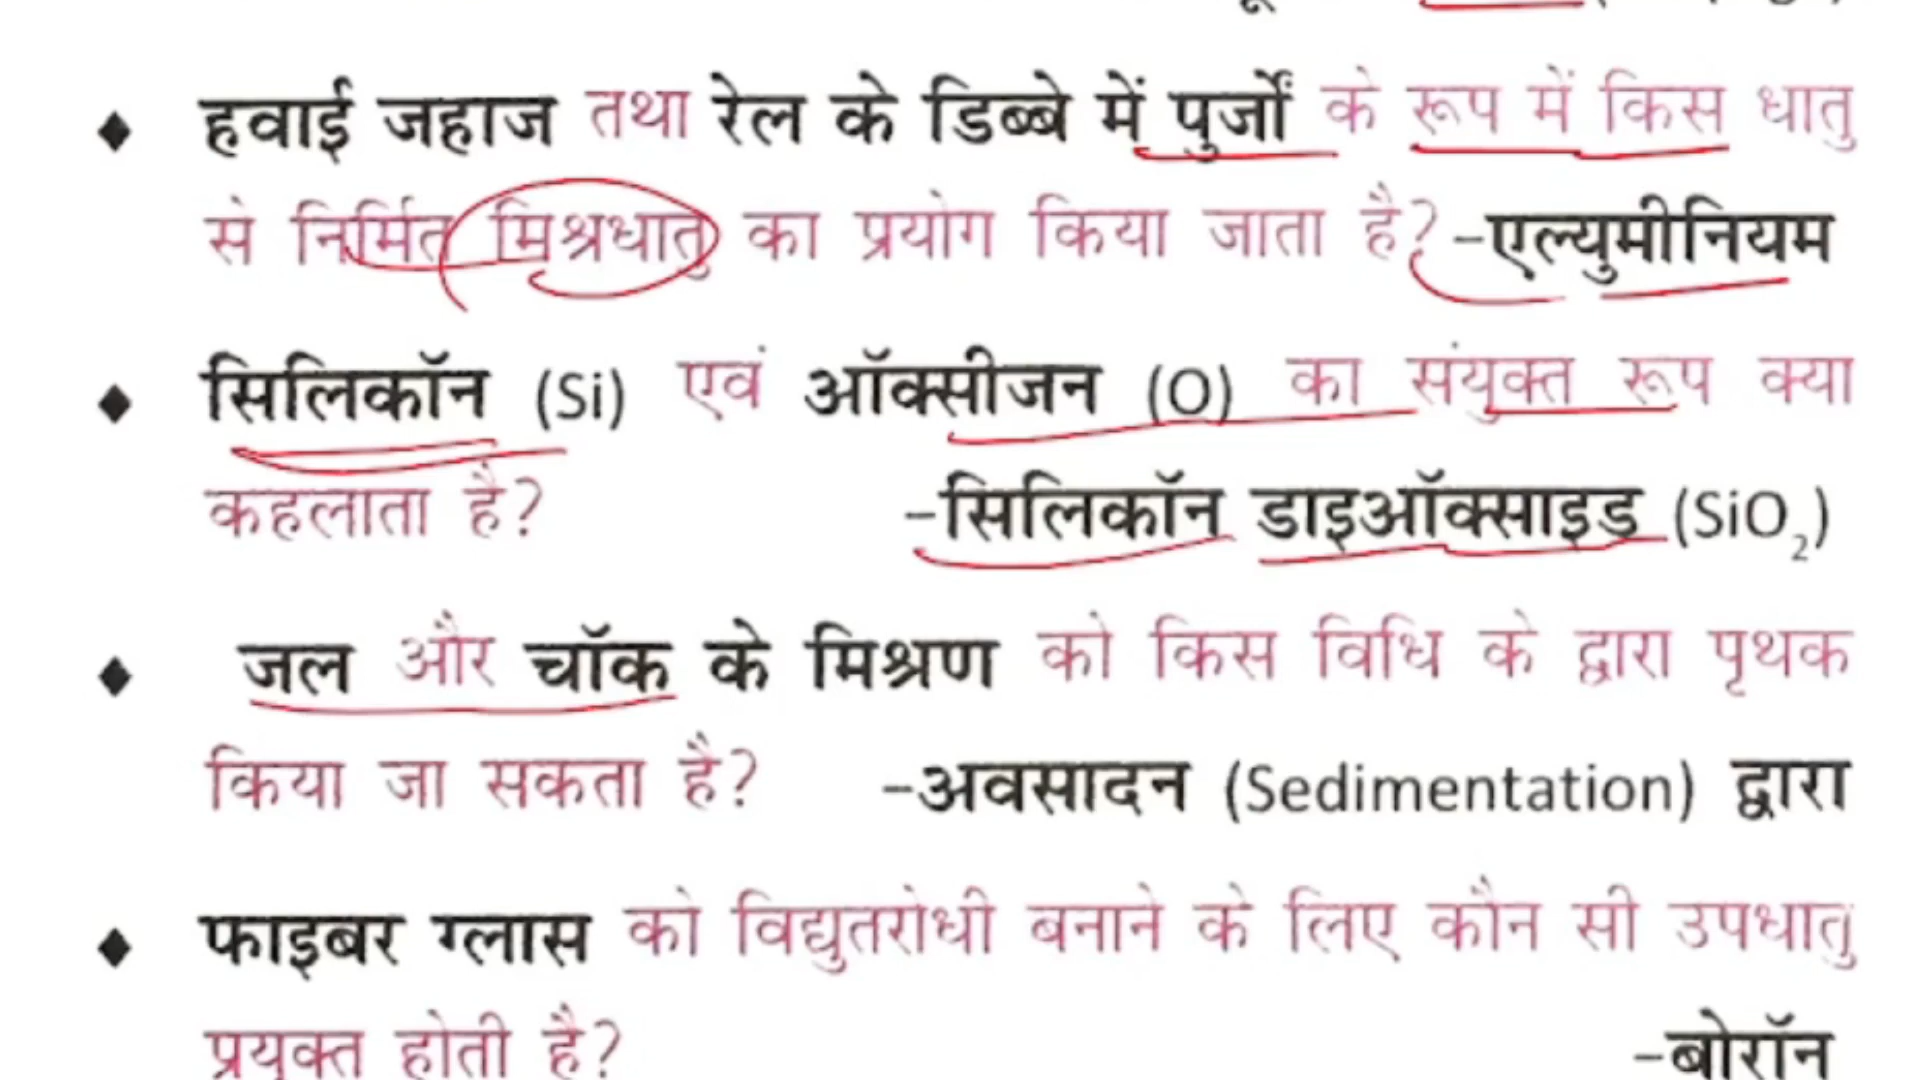 ♦ हवाई जहाज तथा रेल के डिब्बे में पुर्जों के रूप में किस धातु
से निर्मित मिश्रधातु का प्रयोग किया जाता है? –एल्युमीनियम
♦ सिलिकॉन (Si) एवं ऑक्सीजन (O) का संयुक्त रूप क्या
कहलाता है? –सिलिकॉन डाइऑक्साइड (SiO₂)
♦ जल और चॉक के मिश्रण को किस विधि के द्वारा पृथक
किया जा सकता है? –अवसादन (Sedimentation) द्वारा
♦ फाइबर ग्लास को विद्युतरोधी बनाने के लिए कौन सी उपधातु
प्रयुक्त होती है? –बोरॉन